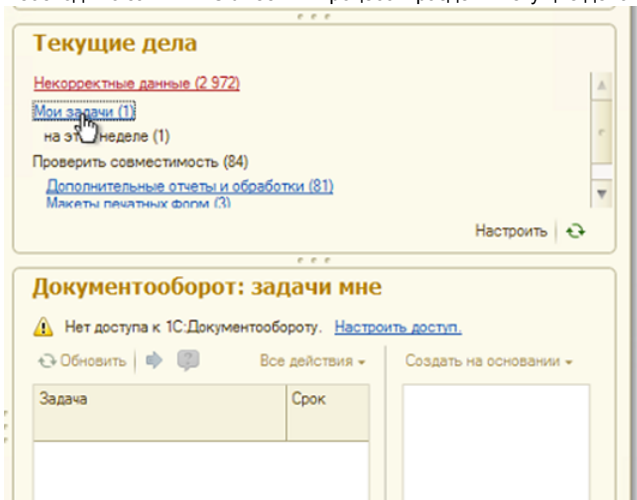 Текущие дела
Некорректные данные (2 972)
Мои задачи (1)
на этой неделе (1)
Проверить совместимость (84)
Дополнительные отчеты и обработки (81)
Макеты печатных форм (3)
Настроить
Документооборот: задачи мне
Нет доступа к 1С:Документообороту. Настроить доступ.
Обновить Все действия Создать на основании
Задача Срок